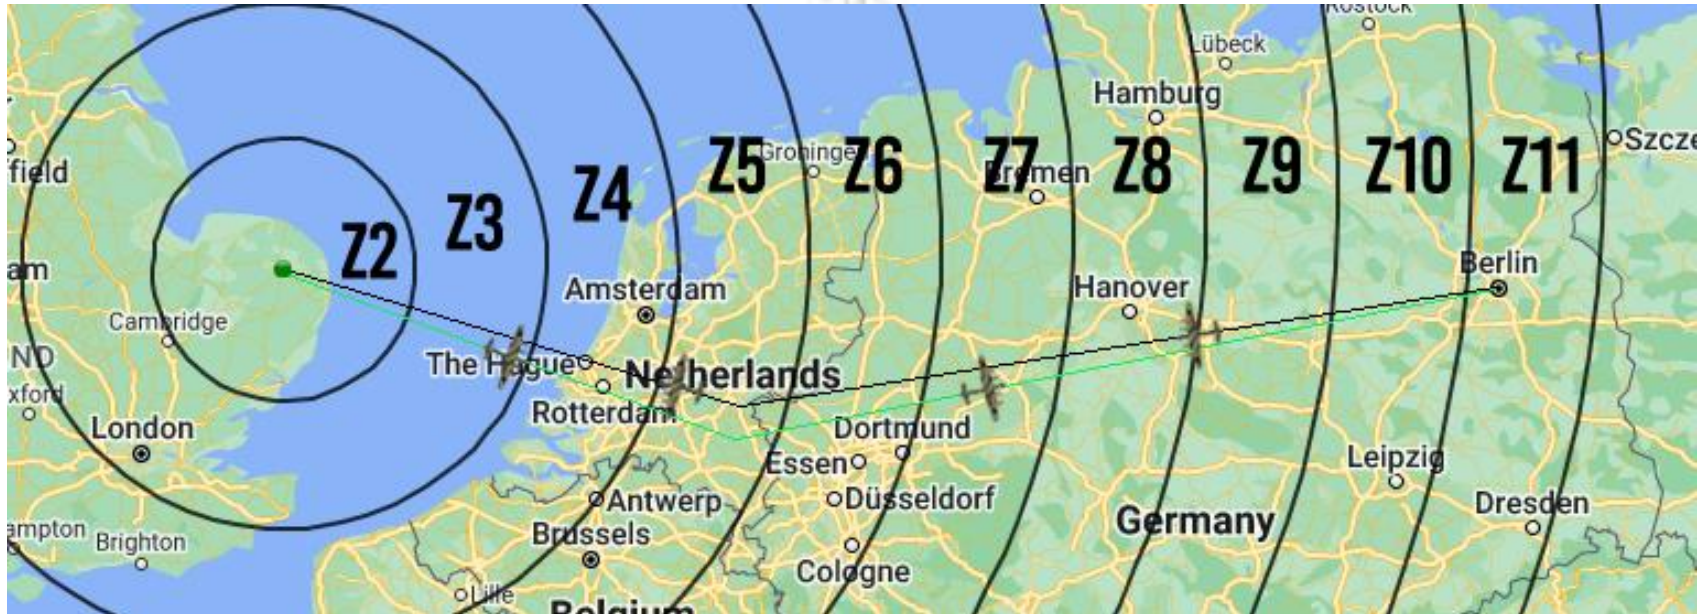 Rostock
Lübeck
Hamburg
Szcze
Groninge
Bremen
field
Z2
Z3
Z4
Z5
Z6
Z7
Z8
Z9
Z10
Z11
am
Amsterdam
Hanover
Berlin
Cambridge
ND
xford
The Hague
Rotterdam
Netherlands
London
Dortmund
Essen
Düsseldorf
Leipzig
Dresden
Antwerp
Brussels
Germany
ampton
Brighton
Cologne
Lille
Belgium